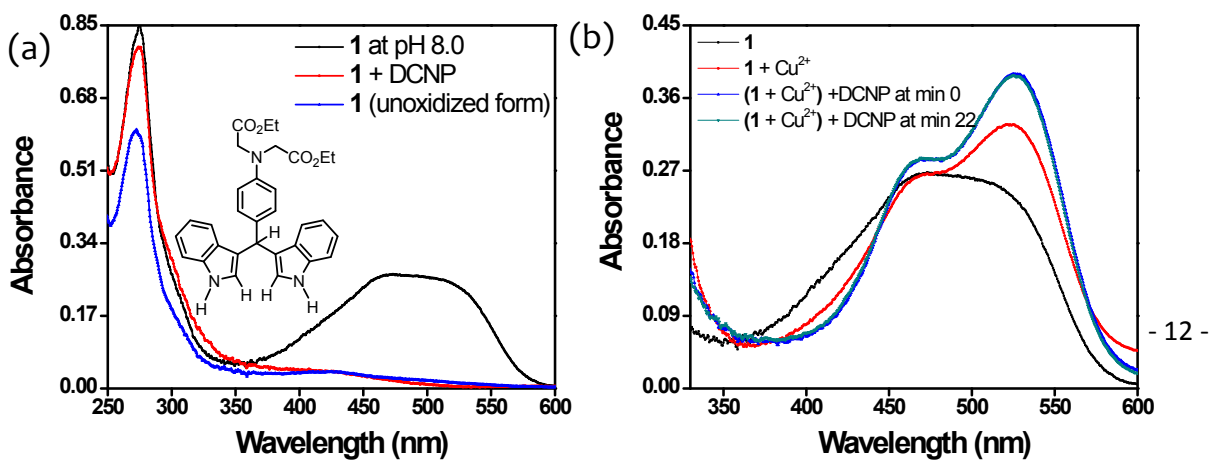 (a)
0.85
0.68
0.51
0.34
0.17
0.00
Absorbance
1 at pH 8.0
1 + DCNP
1 (unoxidized form)
CO2Et
CO2Et
N
H
N
H
H
H
N
H
250 300 350 400 450 500 550 600
Wavelength (nm)
(b)
0.45
0.36
0.27
0.18
0.09
0.00
Absorbance
1
1 + Cu²⁺
(1 + Cu²⁺) +DCNP at min 0
(1 + Cu²⁺) + DCNP at min 22
350 400 450 500 550 600
Wavelength (nm)
- 12 -